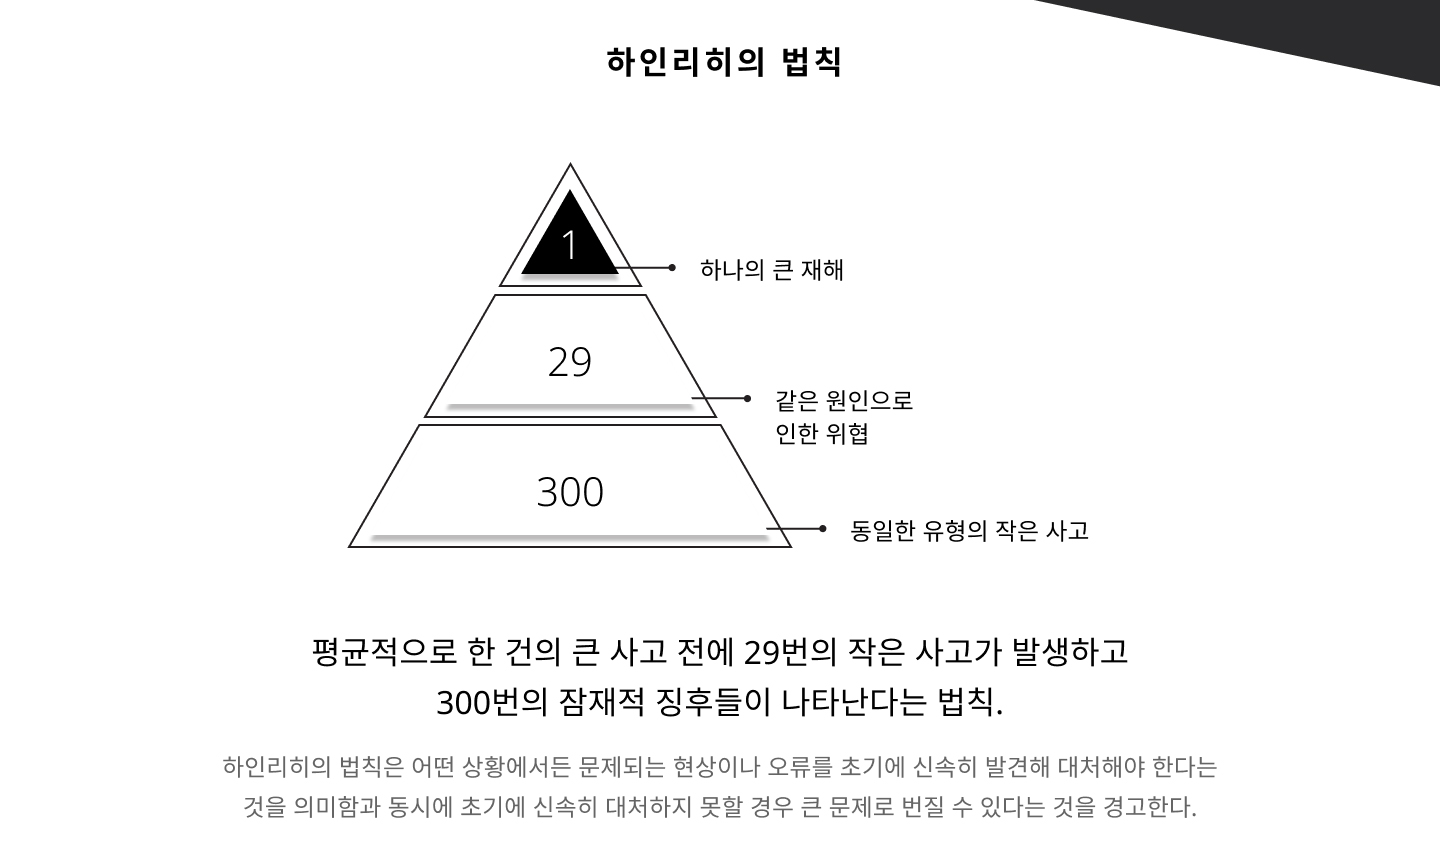 하인리히의 법칙
1
하나의 큰 재해
29
같은 원인으로
인한 위협
300
동일한 유형의 작은 사고
평균적으로 한 건의 큰 사고 전에 29번의 작은 사고가 발생하고
300번의 잠재적 징후들이 나타난다는 법칙.
하인리히의 법칙은 어떤 상황에서든 문제되는 현상이나 오류를 초기에 신속히 발견해 대처해야 한다는
것을 의미함과 동시에 초기에 신속히 대처하지 못할 경우 큰 문제로 번질 수 있다는 것을 경고한다.